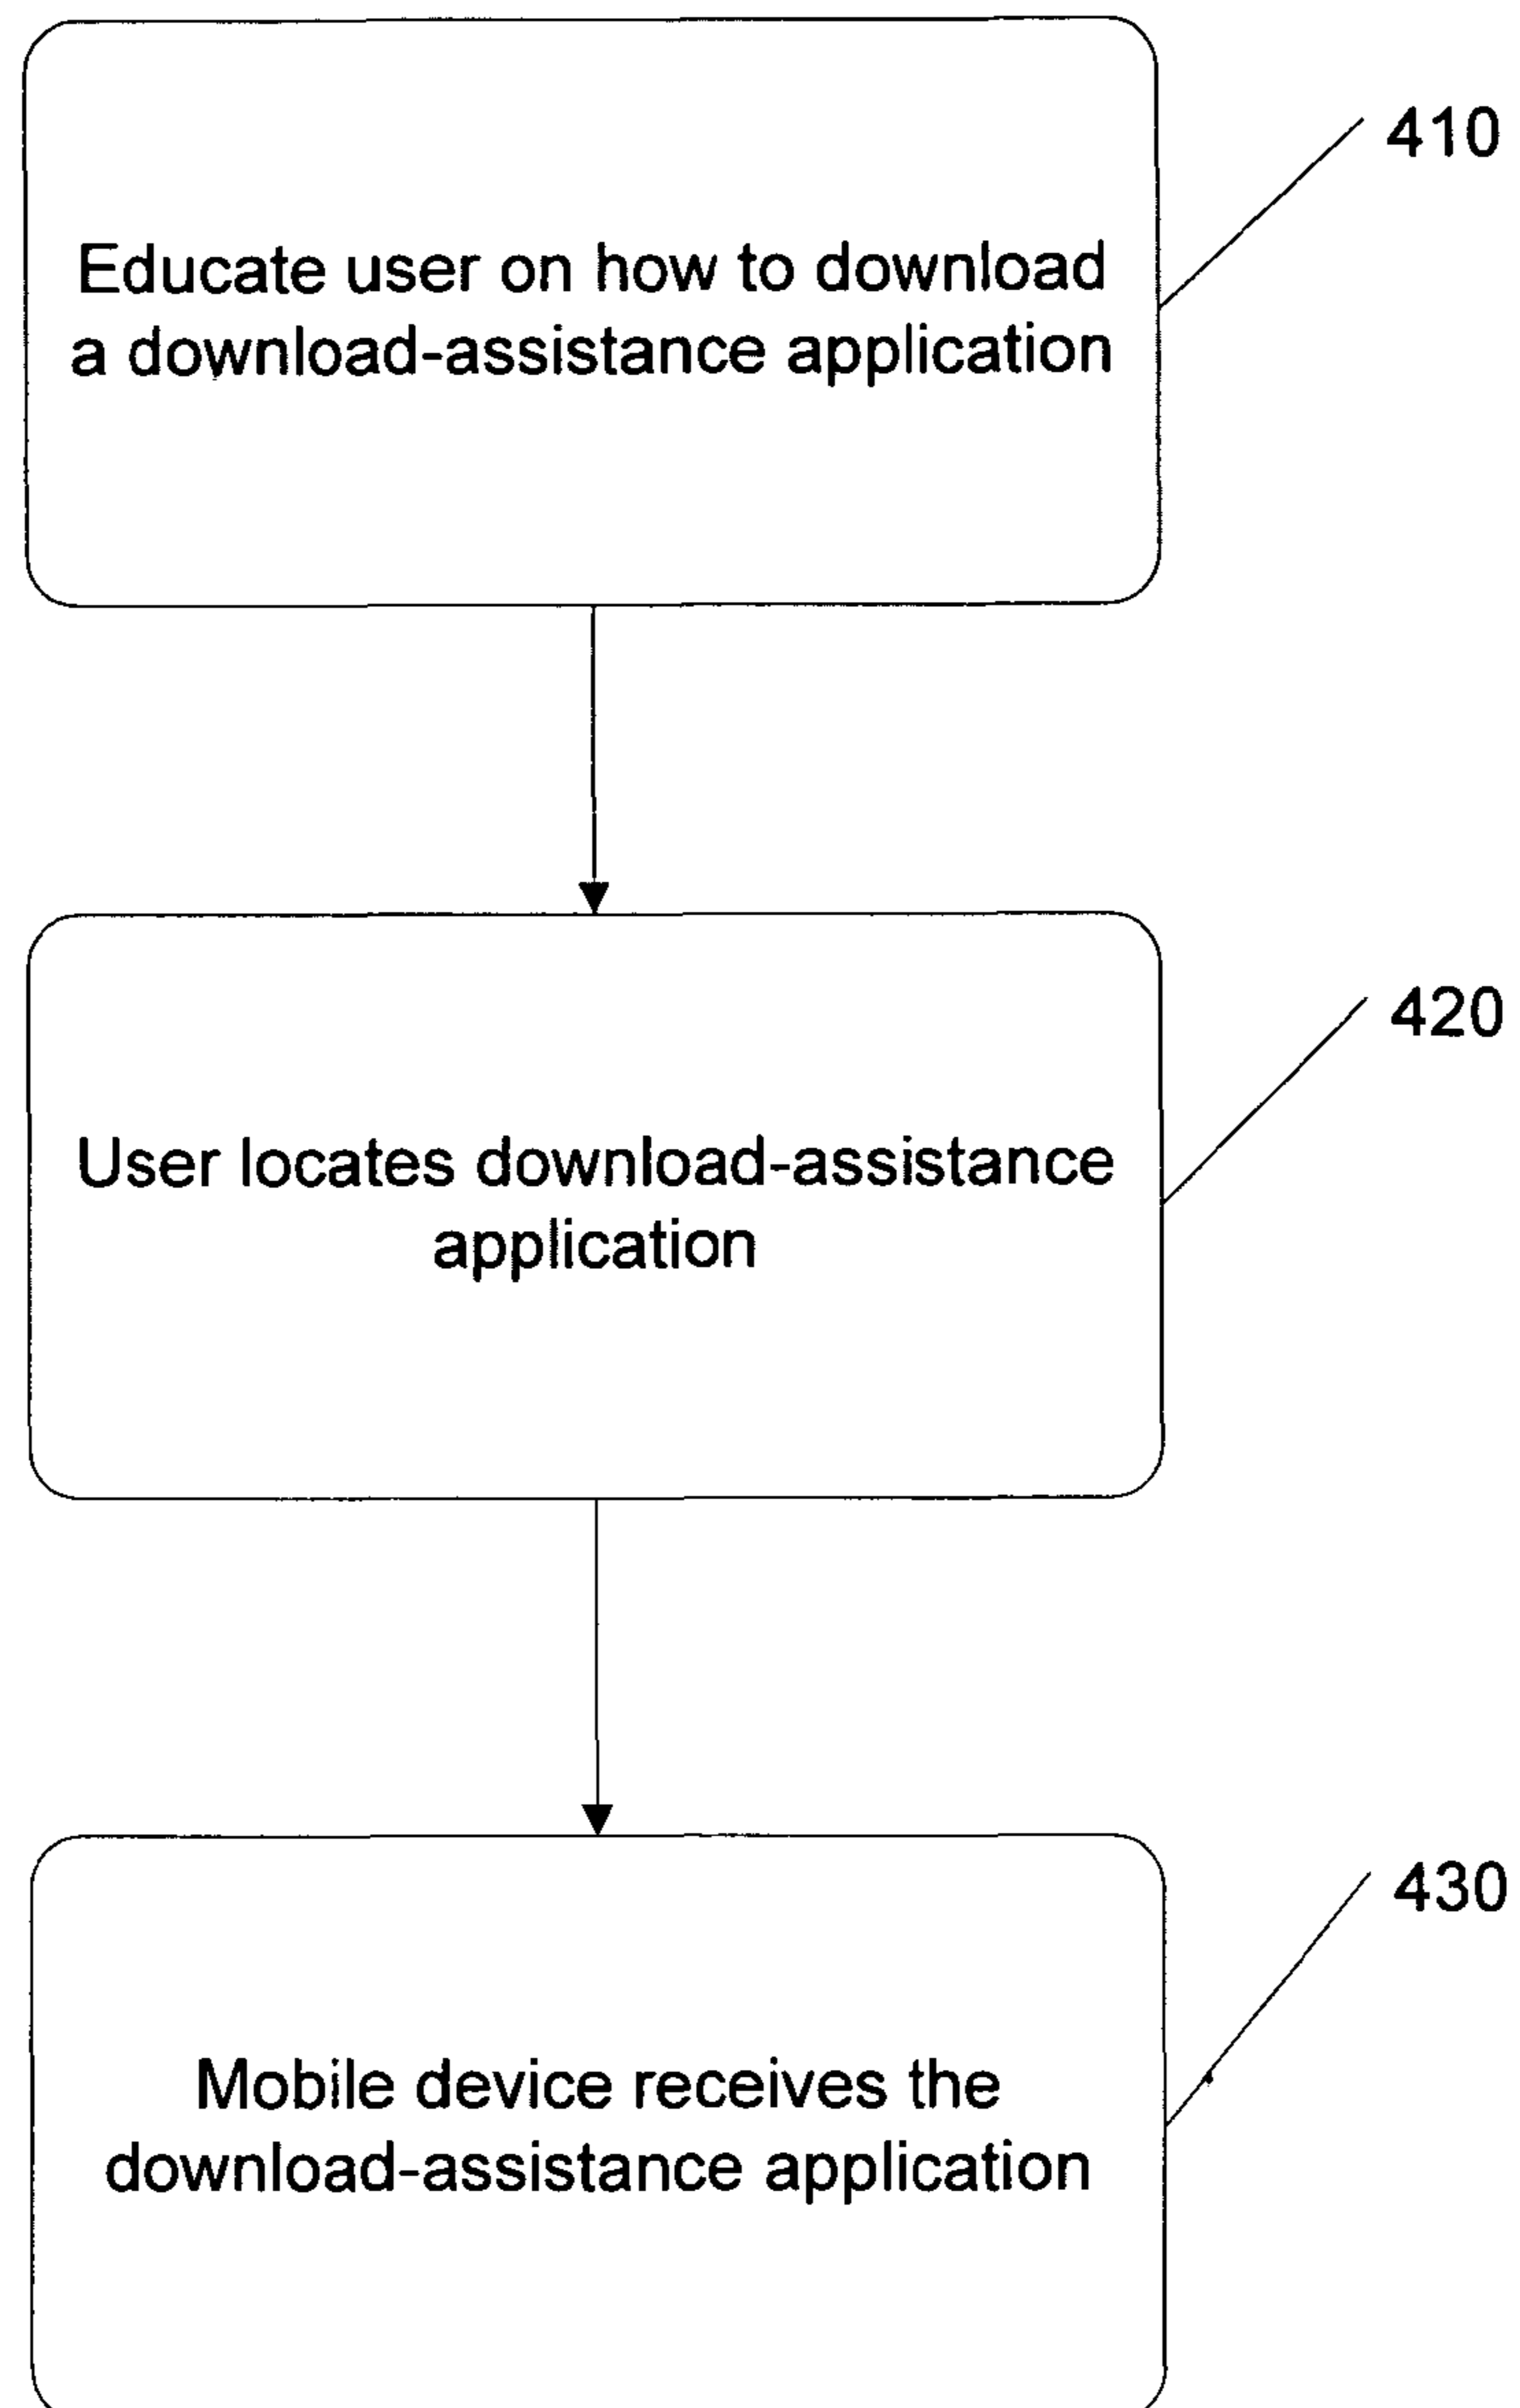 410
Educate user on how to download
a download-assistance application
420
User locates download-assistance
application
430
Mobile device receives the
download-assistance application